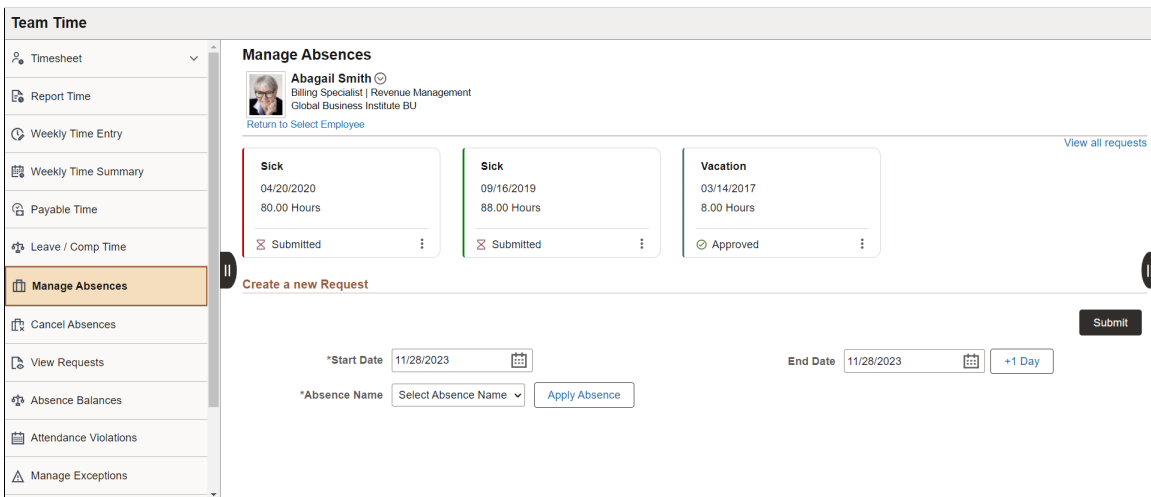 Team Time
Timesheet
Report Time
Weekly Time Entry
Weekly Time Summary
Payable Time
Leave / Comp Time
Manage Absences
Cancel Absences
View Requests
Absence Balances
Attendance Violations
Manage Exceptions
Manage Absences
Abagail Smith
Billing Specialist | Revenue Management
Global Business Institute BU
Return to Select Employee
View all requests
Sick
04/20/2020
80.00 Hours
Submitted
Sick
09/16/2019
88.00 Hours
Submitted
Vacation
03/14/2017
8.00 Hours
Approved
Create a new Request
Submit
*Start Date 11/28/2023
End Date 11/28/2023 +1 Day
*Absence Name Select Absence Name Apply Absence